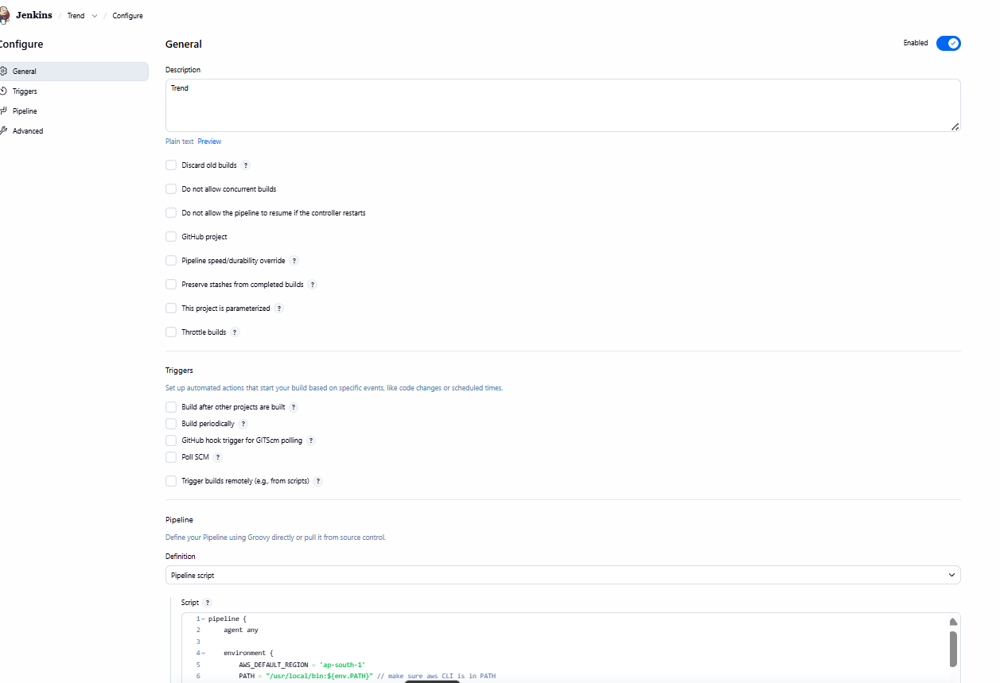 Jenkins / Trend / Configure
Configure
General
Triggers
Pipeline
Advanced
General
Enabled
Description
Trend
Plain text Preview
Discard old builds ?
Do not allow concurrent builds
Do not allow the pipeline to resume if the controller restarts
GitHub project
Pipeline speed/durability override ?
Preserve stashes from completed builds ?
This project is parameterized ?
Throttle builds ?
Triggers
Set up automated actions that start your build based on specific events, like code changes or scheduled times.
Build after other projects are built ?
Build periodically ?
GitHub hook trigger for GITScm polling ?
Poll SCM ?
Trigger builds remotely (e.g., from scripts) ?
Pipeline
Define your Pipeline using Groovy directly or pull it from source control.
Definition
Pipeline script
Script ?
1 pipeline {
2 agent any
3
4 environment {
5 AWS_DEFAULT_REGION = 'ap-south-1'
6 PATH = "/usr/local/bin:${env.PATH}" // make sure aws CLI is in PATH